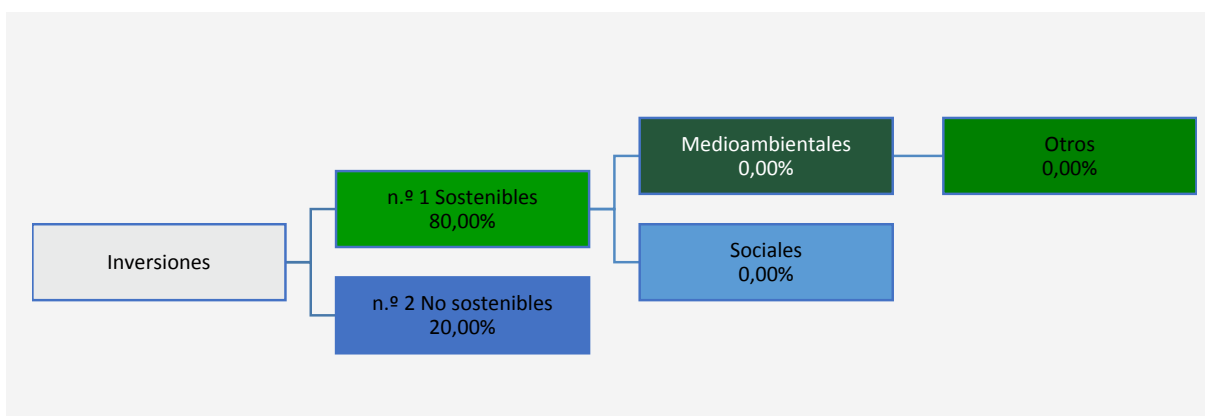 Medioambientales
0,00%
Otros
0,00%
n.º 1 Sostenibles
80,00%
Inversiones
Sociales
0,00%
n.º 2 No sostenibles
20,00%